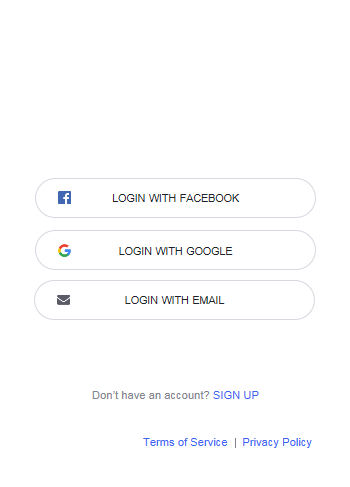 LOGIN WITH FACEBOOK
LOGIN WITH GOOGLE
LOGIN WITH EMAIL
Don't have an account? SIGN UP
Terms of Service | Privacy Policy